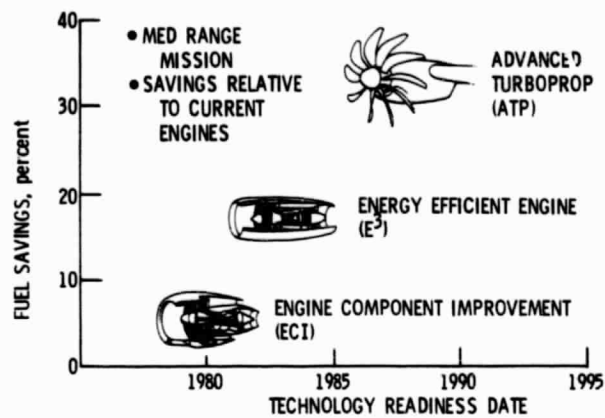 40
30
20
10
0
FUEL SAVINGS, percent
• MED RANGE
MISSION
• SAVINGS RELATIVE
TO CURRENT
ENGINES
ADVANCED
TURBOPROP
(ATP)
ENERGY EFFICIENT ENGINE
(E³)
ENGINE COMPONENT IMPROVEMENT
(ECI)
1980 1985 1990 1995
TECHNOLOGY READINESS DATE